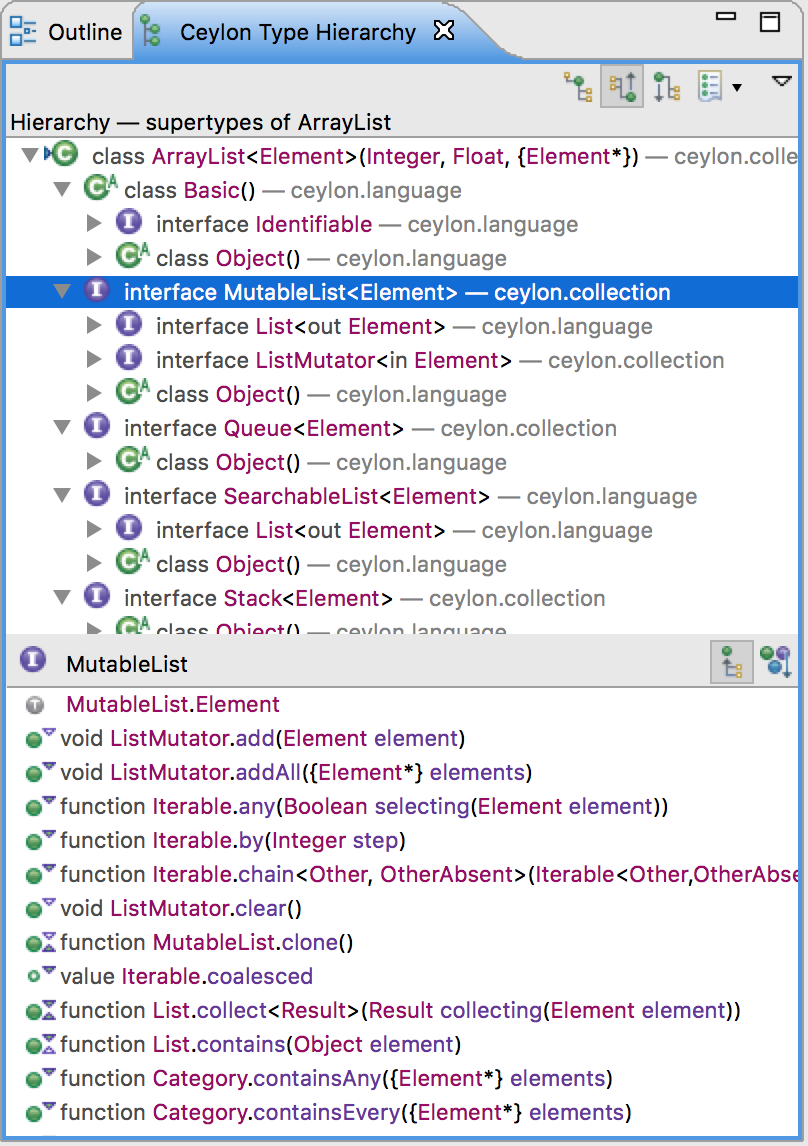 Outline
Ceylon Type Hierarchy
Hierarchy — supertypes of ArrayList
class ArrayList<Element>(Integer, Float, {Element*}) — ceylon.colle
class Basic() — ceylon.language
interface Identifiable — ceylon.language
class Object() — ceylon.language
interface MutableList<Element> — ceylon.collection
interface List<out Element> — ceylon.language
interface ListMutator<in Element> — ceylon.collection
class Object() — ceylon.language
interface Queue<Element> — ceylon.collection
class Object() — ceylon.language
interface SearchableList<Element> — ceylon.language
interface List<out Element> — ceylon.language
class Object() — ceylon.language
interface Stack<Element> — ceylon.collection
class Object() — ceylon.language
MutableList
MutableList.Element
void ListMutator.add(Element element)
void ListMutator.addAll({Element*} elements)
function Iterable.any(Boolean selecting(Element element))
function Iterable.by(Integer step)
function Iterable.chain<Other, OtherAbsent>(Iterable<Other,OtherAbse
void ListMutator.clear()
function MutableList.clone()
value Iterable.coalesced
function List.collect<Result>(Result collecting(Element element))
function List.contains(Object element)
function Category.containsAny({Element*} elements)
function Category.containsEvery({Element*} elements)